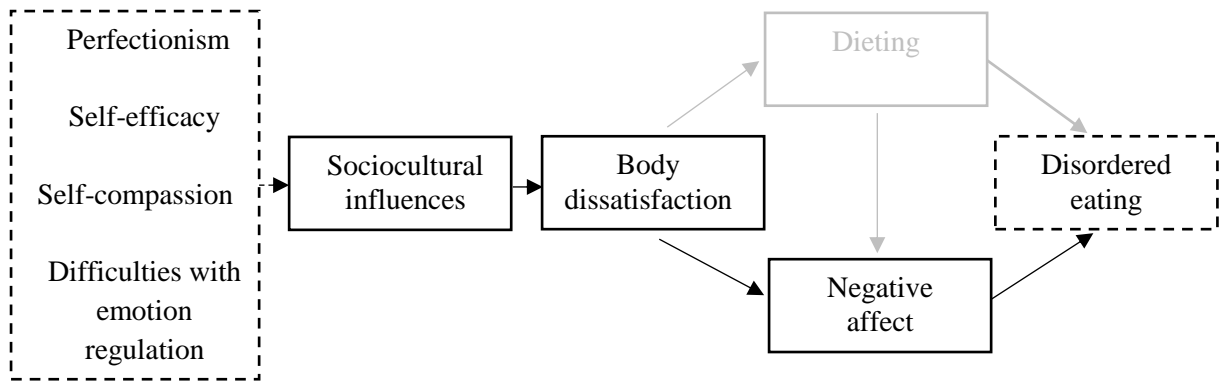 Perfectionism
Self-efficacy
Self-compassion
Difficulties with
emotion
regulation
Sociocultural
influences
Body
dissatisfaction
Dieting
Negative
affect
Disordered
eating